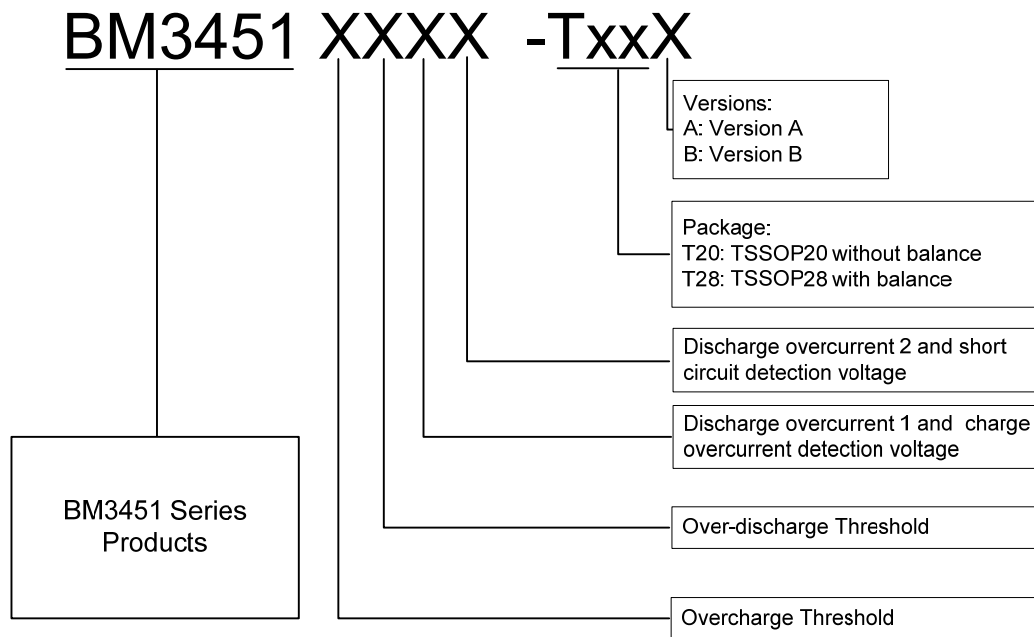 BM3451 XXXX -TxxX
Versions:
A: Version A
B: Version B
Package:
T20: TSSOP20 without balance
T28: TSSOP28 with balance
Discharge overcurrent 2 and short
circuit detection voltage
Discharge overcurrent 1 and charge
overcurrent detection voltage
BM3451 Series
Products
Over-discharge Threshold
Overcharge Threshold